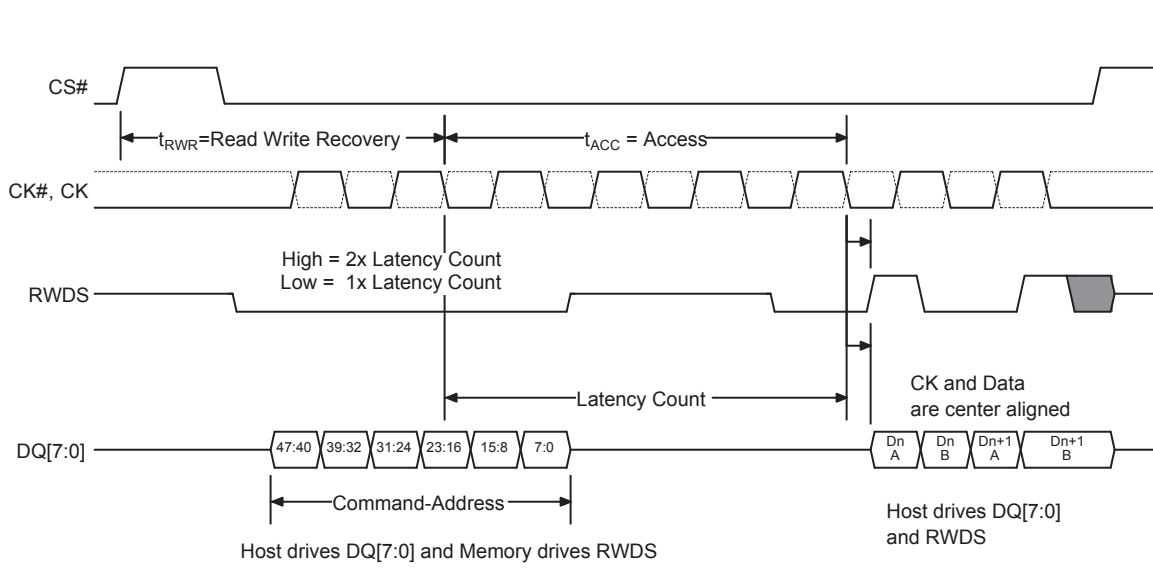 CS#
tRWR=Read Write Recovery
tACC = Access
CK#, CK
High = 2x Latency Count
Low = 1x Latency Count
RWDS
Latency Count
CK and Data
are center aligned
DQ[7:0]
47:40 39:32 31:24 23:16 15:8 7:0
Dn A
Dn B
Dn+1 A
Dn+1 B
Command-Address
Host drives DQ[7:0]
and RWDS
Host drives DQ[7:0] and Memory drives RWDS